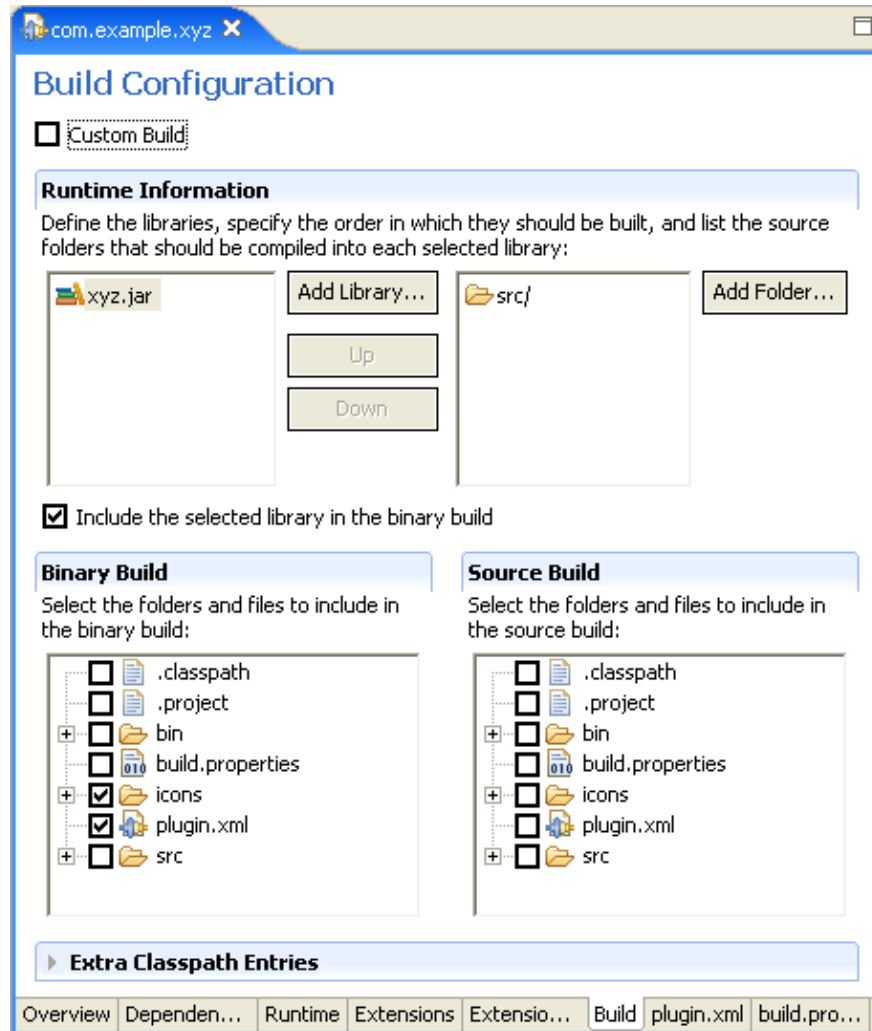 com.example.xyz
Build Configuration
Custom Build
Runtime Information
Define the libraries, specify the order in which they should be built, and list the source
folders that should be compiled into each selected library:
xyz.jar
Add Library...
Up
Down
src/
Add Folder...
Include the selected library in the binary build
Binary Build
Select the folders and files to include in
the binary build:
.classpath
.project
bin
build.properties
icons
plugin.xml
src
Source Build
Select the folders and files to include in
the source build:
.classpath
.project
bin
build.properties
icons
plugin.xml
src
Extra Classpath Entries
Overview Dependen... Runtime Extensions Extensio... Build plugin.xml build.pro...